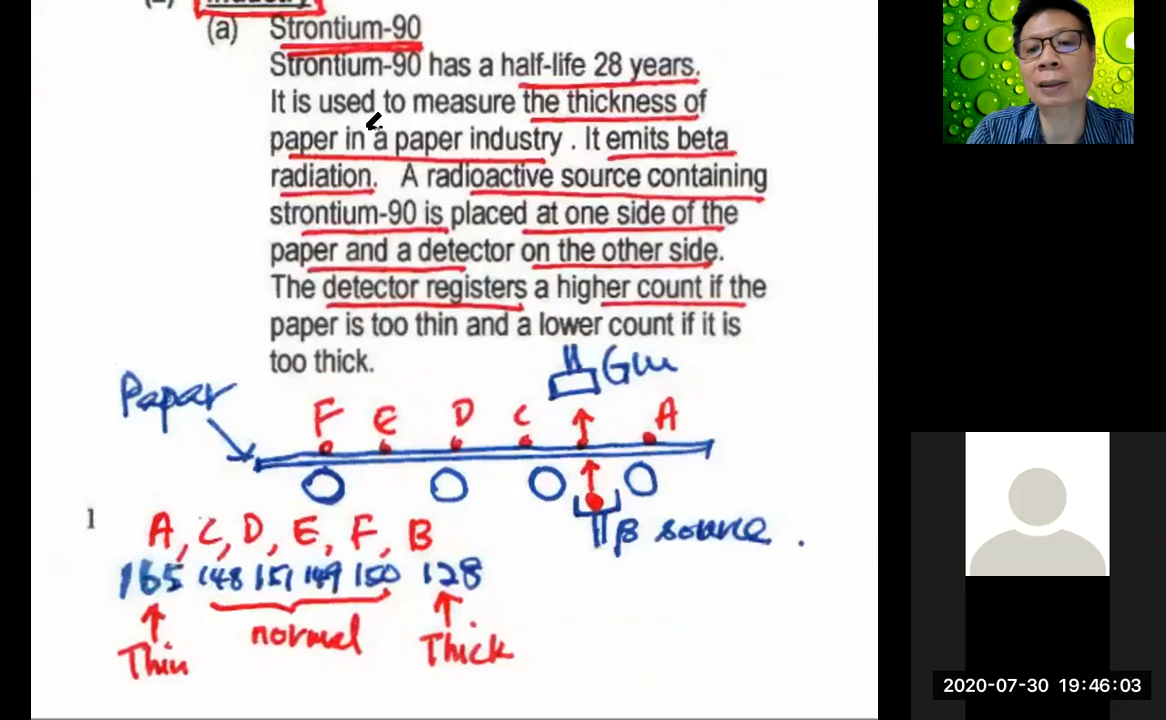 (a) Strontium-90
Strontium-90 has a half-life 28 years.
It is used to measure the thickness of
paper in a paper industry . It emits beta
radiation. A radioactive source containing
strontium-90 is placed at one side of the
paper and a detector on the other side.
The detector registers a higher count if the
paper is too thin and a lower count if it is
too thick.
Paper
F E D C A
1
A, C, D, E, F, B
β source .
165 148 151 149 150 128
Thin normal Thick
2020-07-30 19:46:03